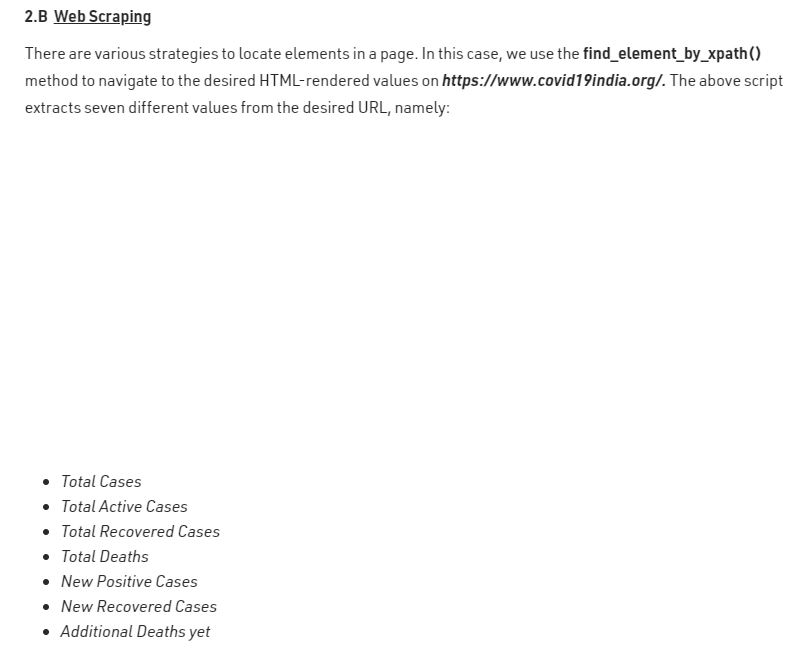 2.B Web Scraping
There are various strategies to locate elements in a page. In this case, we use the find_element_by_xpath()
method to navigate to the desired HTML-rendered values on https://www.covid19india.org/. The above script
extracts seven different values from the desired URL, namely:
• Total Cases
• Total Active Cases
• Total Recovered Cases
• Total Deaths
• New Positive Cases
• New Recovered Cases
• Additional Deaths yet